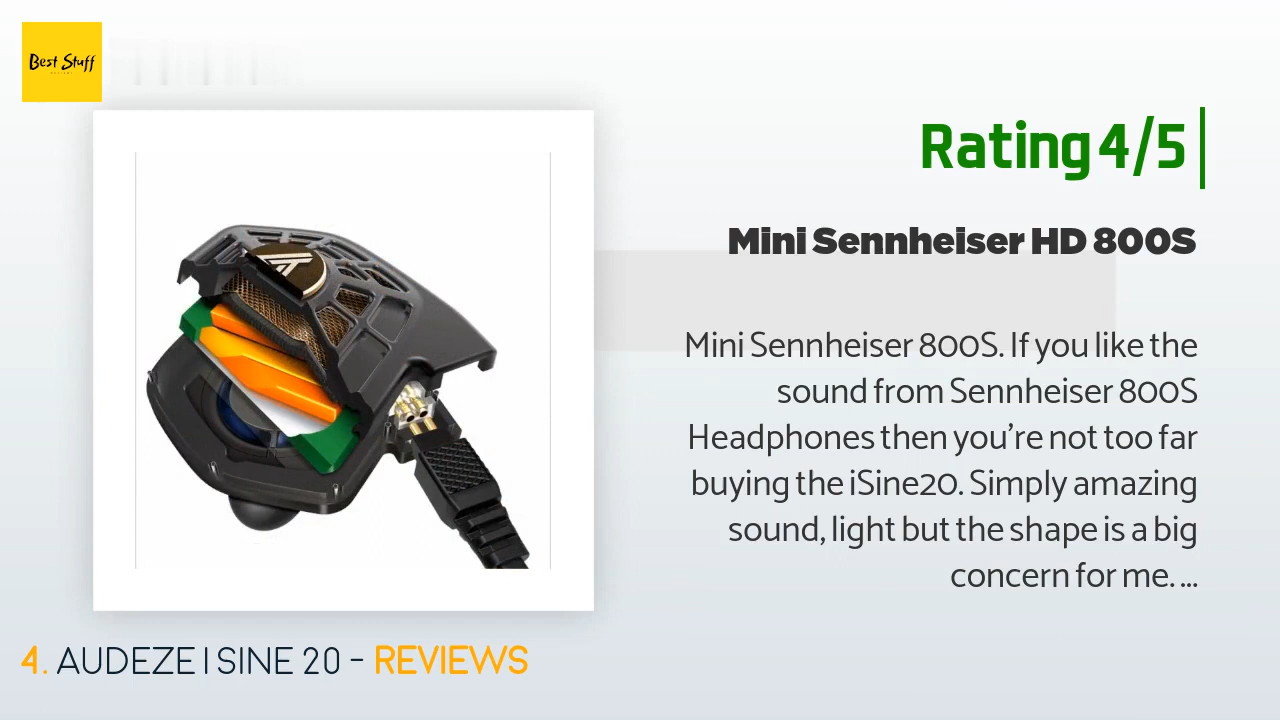 Best Stuff
Rating 4/5
Mini Sennheiser HD 800S
Mini Sennheiser 800S. If you like the
sound from Sennheiser 800S
Headphones then you’re not too far
buying the iSine20. Simply amazing
sound, light but the shape is a big
concern for me. ...
4. AUDEZE I SINE 20 - REVIEWS